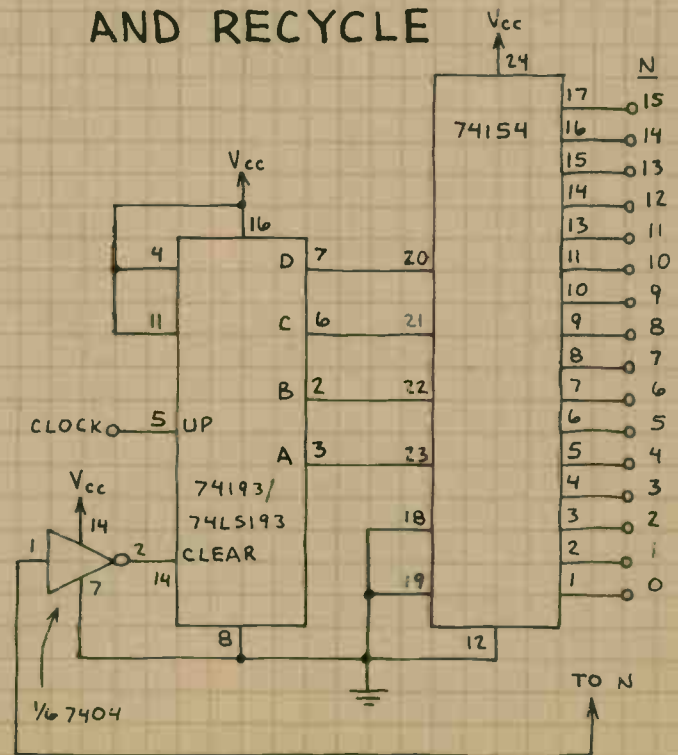 AND RECYCLE
Vcc
24
N
74154
17 15
16 14
15 13
14 12
13 11
11 10
10 9
9 8
8 7
7 6
6 5
5 4
4 3
3 2
2 1
1 0
Vcc
16
4
11
D 7 20
C 6 21
B 2 22
A 3 23
CLOCK 5 UP
74193/
74LS193
Vcc
14
1
2
14
CLEAR
7
18
19
8
12
1/6 7404
TO N